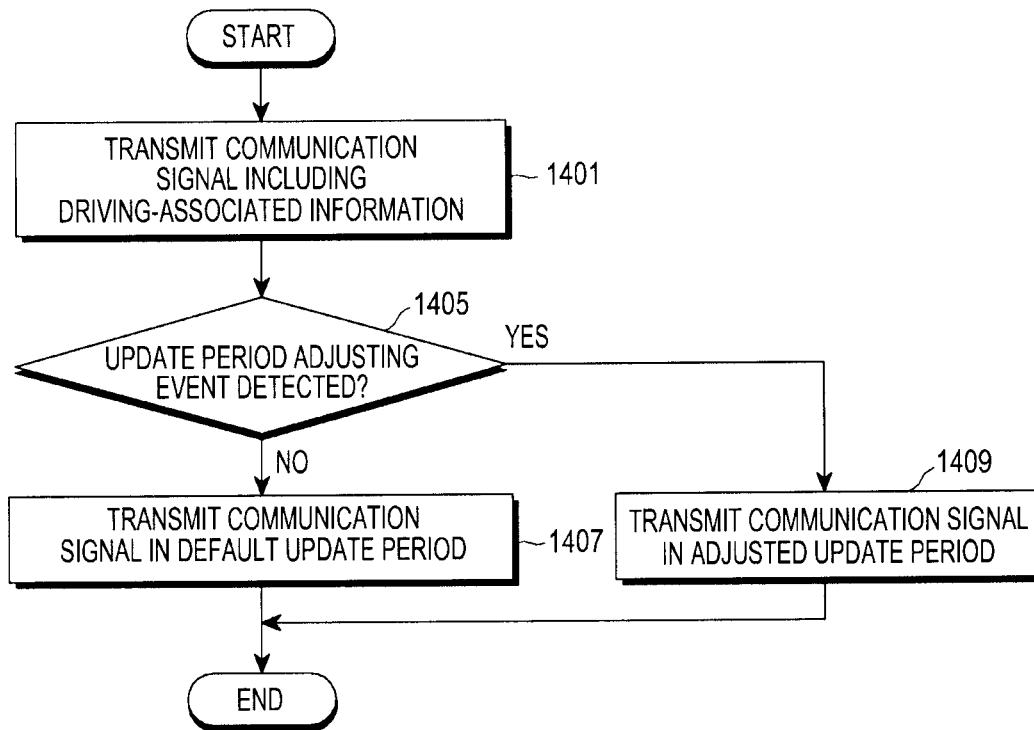 START
TRANSMIT COMMUNICATION
SIGNAL INCLUDING
DRIVING-ASSOCIATED INFORMATION
1401
1405
UPDATE PERIOD ADJUSTING
EVENT DETECTED?
YES
NO
TRANSMIT COMMUNICATION
SIGNAL IN DEFAULT UPDATE PERIOD
1407
1409
TRANSMIT COMMUNICATION SIGNAL
IN ADJUSTED UPDATE PERIOD
END